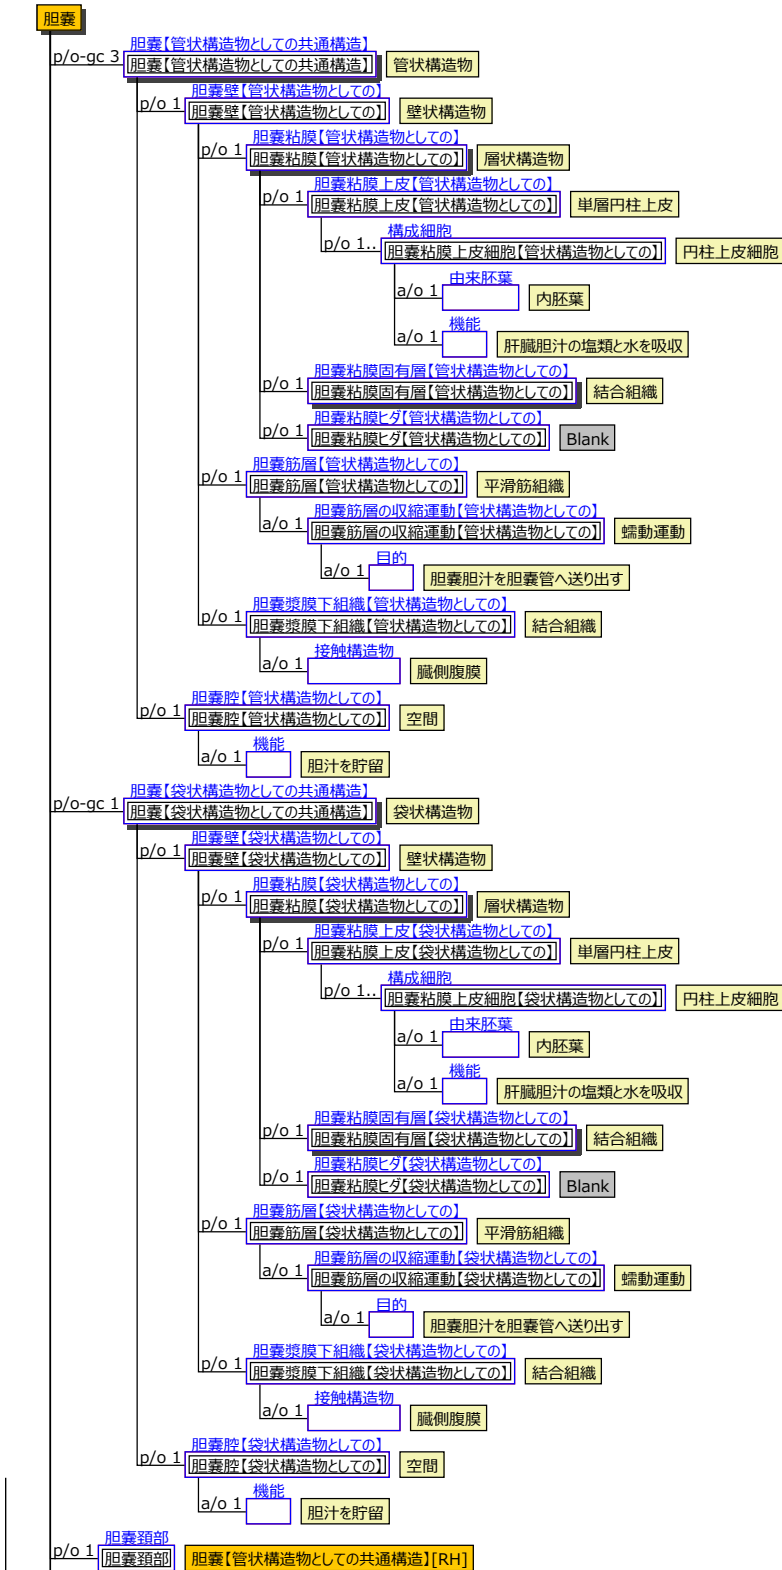 胆嚢
胆嚢【管状構造物としての共通構造】
p/o-gc 3 胆嚢【管状構造物としての共通構造】 管状構造物
胆嚢壁【管状構造物としての】
p/o 1 胆嚢壁【管状構造物としての】 壁状構造物
胆嚢粘膜【管状構造物としての】
p/o 1 胆嚢粘膜【管状構造物としての】 層状構造物
胆嚢粘膜上皮【管状構造物としての】
p/o 1 胆嚢粘膜上皮【管状構造物としての】 単層円柱上皮
構成細胞
p/o 1.. 胆嚢粘膜上皮細胞【管状構造物としての】 円柱上皮細胞
由来胚葉
a/o 1 内胚葉
機能
a/o 1 肝臓胆汁の塩類と水を吸収
胆嚢粘膜固有層【管状構造物としての】
p/o 1 胆嚢粘膜固有層【管状構造物としての】 結合組織
胆嚢粘膜ヒダ【管状構造物としての】
p/o 1 胆嚢粘膜ヒダ【管状構造物としての】 Blank
胆嚢筋層【管状構造物としての】
p/o 1 胆嚢筋層【管状構造物としての】 平滑筋組織
胆嚢筋層の収縮運動【管状構造物としての】
a/o 1 胆嚢筋層の収縮運動【管状構造物としての】 蠕動運動
目的
a/o 1 胆嚢胆汁を胆嚢管へ送り出す
胆嚢漿膜下組織【管状構造物としての】
p/o 1 胆嚢漿膜下組織【管状構造物としての】 結合組織
接触構造物
a/o 1 臓側腹膜
胆嚢腔【管状構造物としての】
p/o 1 胆嚢腔【管状構造物としての】 空間
機能
a/o 1 胆汁を貯留
胆嚢【袋状構造物としての共通構造】
p/o-gc 1 胆嚢【袋状構造物としての共通構造】 袋状構造物
胆嚢壁【袋状構造物としての】
p/o 1 胆嚢壁【袋状構造物としての】 壁状構造物
胆嚢粘膜【袋状構造物としての】
p/o 1 胆嚢粘膜【袋状構造物としての】 層状構造物
胆嚢粘膜上皮【袋状構造物としての】
p/o 1 胆嚢粘膜上皮【袋状構造物としての】 単層円柱上皮
構成細胞
p/o 1.. 胆嚢粘膜上皮細胞【袋状構造物としての】 円柱上皮細胞
由来胚葉
a/o 1 内胚葉
機能
a/o 1 肝臓胆汁の塩類と水を吸収
胆嚢粘膜固有層【袋状構造物としての】
p/o 1 胆嚢粘膜固有層【袋状構造物としての】 結合組織
胆嚢粘膜ヒダ【袋状構造物としての】
p/o 1 胆嚢粘膜ヒダ【袋状構造物としての】 Blank
胆嚢筋層【袋状構造物としての】
p/o 1 胆嚢筋層【袋状構造物としての】 平滑筋組織
胆嚢筋層の収縮運動【袋状構造物としての】
a/o 1 胆嚢筋層の収縮運動【袋状構造物としての】 蠕動運動
目的
a/o 1 胆嚢胆汁を胆嚢管へ送り出す
胆嚢漿膜下組織【袋状構造物としての】
p/o 1 胆嚢漿膜下組織【袋状構造物としての】 結合組織
接触構造物
a/o 1 臓側腹膜
胆嚢腔【袋状構造物としての】
p/o 1 胆嚢腔【袋状構造物としての】 空間
機能
a/o 1 胆汁を貯留
胆嚢頚部
p/o 1 胆嚢頚部 胆嚢【管状構造物としての共通構造】[RH]